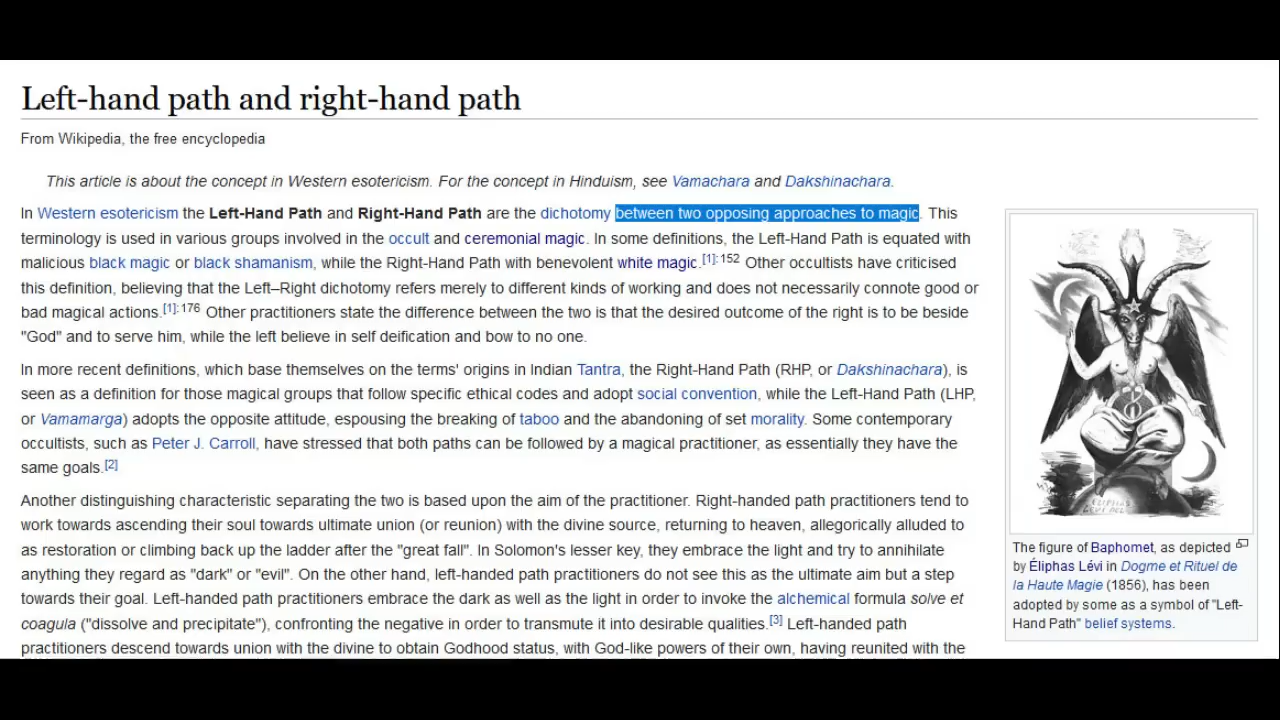 Left-hand path and right-hand path
From Wikipedia, the free encyclopedia
This article is about the concept in Western esotericism. For the concept in Hinduism, see Vamachara and Dakshinachara.
In Western esotericism the Left-Hand Path and Right-Hand Path are the dichotomy between two opposing approaches to magic. This
terminology is used in various groups involved in the occult and ceremonial magic. In some definitions, the Left-Hand Path is equated with
malicious black magic or black shamanism, while the Right-Hand Path with benevolent white magic.[1]:152 Other occultists have criticised
this definition, believing that the Left–Right dichotomy refers merely to different kinds of working and does not necessarily connote good or
bad magical actions.[1]:176 Other practitioners state the difference between the two is that the desired outcome of the right is to be beside
"God" and to serve him, while the left believe in self deification and bow to no one.
In more recent definitions, which base themselves on the terms' origins in Indian Tantra, the Right-Hand Path (RHP, or Dakshinachara), is
seen as a definition for those magical groups that follow specific ethical codes and adopt social convention, while the Left-Hand Path (LHP,
or Vamamarga) adopts the opposite attitude, espousing the breaking of taboo and the abandoning of set morality. Some contemporary
occultists, such as Peter J. Carroll, have stressed that both paths can be followed by a magical practitioner, as essentially they have the
same goals.[2]
Another distinguishing characteristic separating the two is based upon the aim of the practitioner. Right-handed path practitioners tend to
work towards ascending their soul towards ultimate union (or reunion) with the divine source, returning to heaven, allegorically alluded to
as restoration or climbing back up the ladder after the "great fall". In Solomon's lesser key, they embrace the light and try to annihilate
anything they regard as "dark" or "evil". On the other hand, left-handed path practitioners do not see this as the ultimate aim but a step
towards their goal. Left-handed path practitioners embrace the dark as well as the light in order to invoke the alchemical formula solve et
coagula ("dissolve and precipitate"), confronting the negative in order to transmute it into desirable qualities.[3] Left-handed path
practitioners descend towards union with the divine to obtain Godhood status, with God-like powers of their own, having reunited with the
The figure of Baphomet, as depicted
by Éliphas Lévi in Dogme et Rituel de
la Haute Magie (1856), has been
adopted by some as a symbol of "Left-
Hand Path" belief systems.